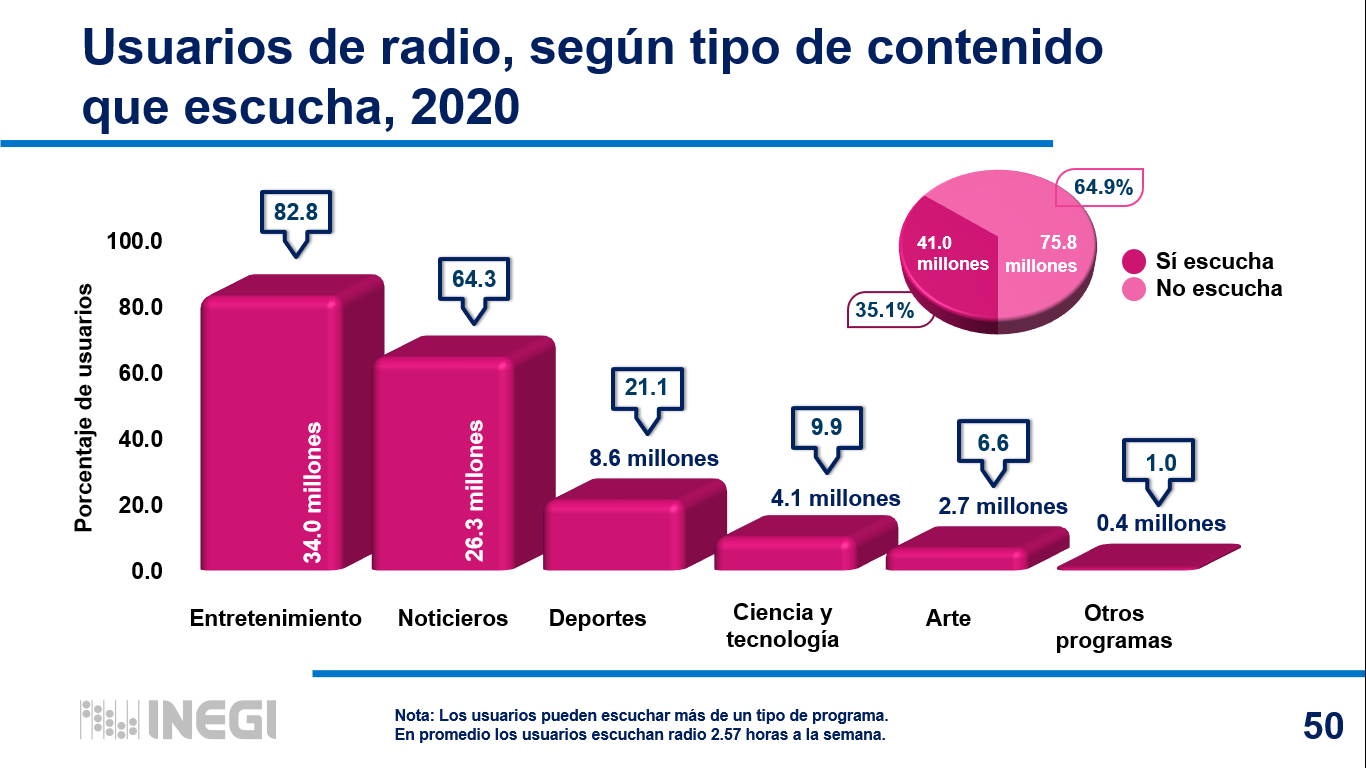 Usuarios de radio, según tipo de contenido
que escucha, 2020
64.9%
41.0
millones
75.8
millones
35.1%
Sí escucha
No escucha
Porcentaje de usuarios
100.0
80.0
60.0
40.0
20.0
0.0
82.8
34.0 millones
64.3
26.3 millones
21.1
8.6 millones
9.9
4.1 millones
6.6
2.7 millones
1.0
0.4 millones
Entretenimiento
Noticieros
Deportes
Ciencia y
tecnología
Arte
Otros
programas
INEGI
Nota: Los usuarios pueden escuchar más de un tipo de programa.
En promedio los usuarios escuchan radio 2.57 horas a la semana.
50